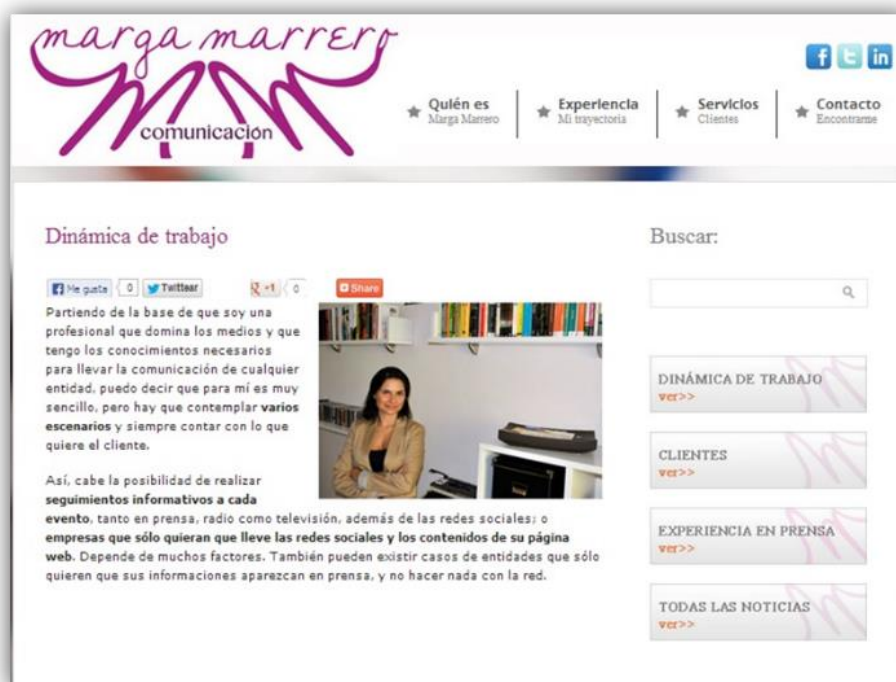 marga marrero
MM
comunicación
Quién es
Marga Marrero
Experiencia
Mi trayectoria
Servicios
Clientes
Contacto
Encontrarme
Dinámica de trabajo
Me gusta
0
Twittear
+1
0
Share
Partiendo de la base de que soy una
profesional que domina los medios y que
tengo los conocimientos necesarios
para llevar la comunicación de cualquier
entidad, puedo decir que para mí es muy
sencillo, pero hay que contemplar varios
escenarios y siempre contar con lo que
quiere el cliente.
Así, cabe la posibilidad de realizar
seguimientos informativos a cada
evento, tanto en prensa, radio como televisión, además de las redes sociales; o
empresas que sólo quieran que lleve las redes sociales y los contenidos de su página
web. Depende de muchos factores. También pueden existir casos de entidades que sólo
quieren que sus informaciones aparezcan en prensa, y no hacer nada con la red.
Buscar:
DINÁMICA DE TRABAJO
ver>>
CLIENTES
ver>>
EXPERIENCIA EN PRENSA
ver>>
TODAS LAS NOTICIAS
ver>>